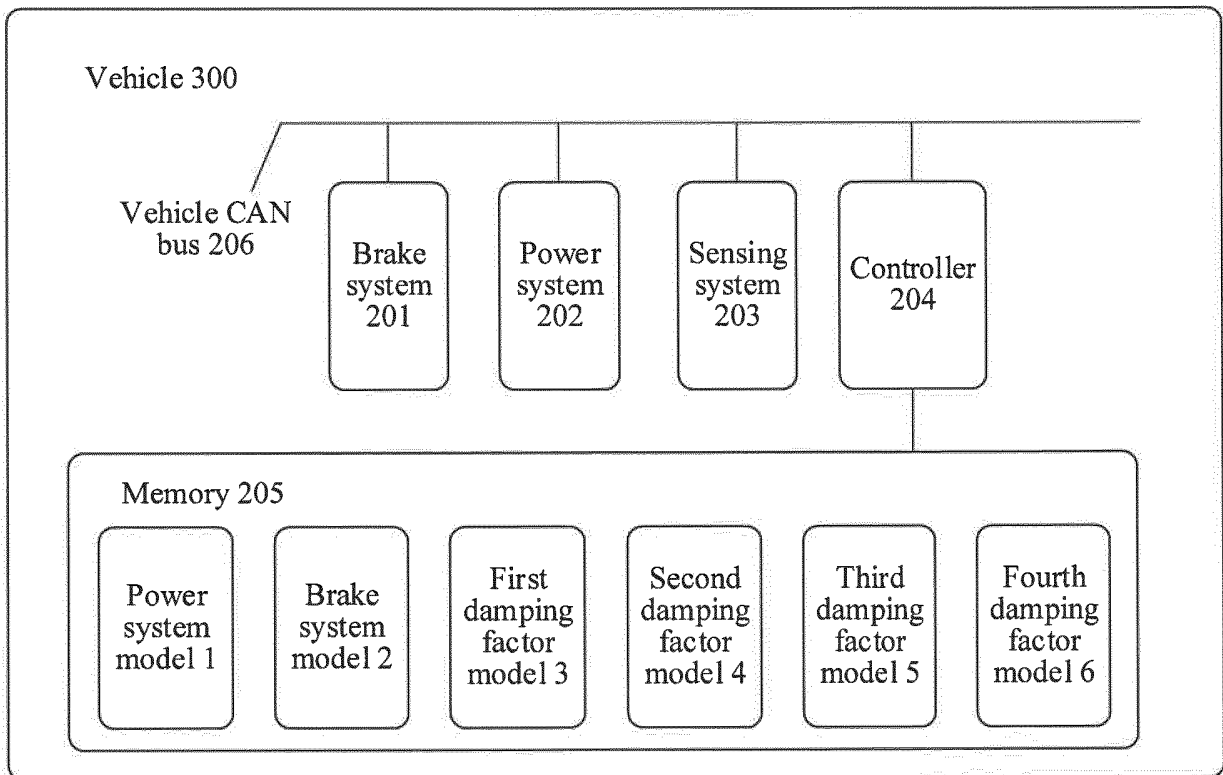 Vehicle 300
Vehicle CAN
bus 206
Brake
system
201
Power
system
202
Sensing
system
203
Controller
204
Memory 205
Power
system
model 1
Brake
system
model 2
First
damping
factor
model 3
Second
damping
factor
model 4
Third
damping
factor
model 5
Fourth
damping
factor
model 6